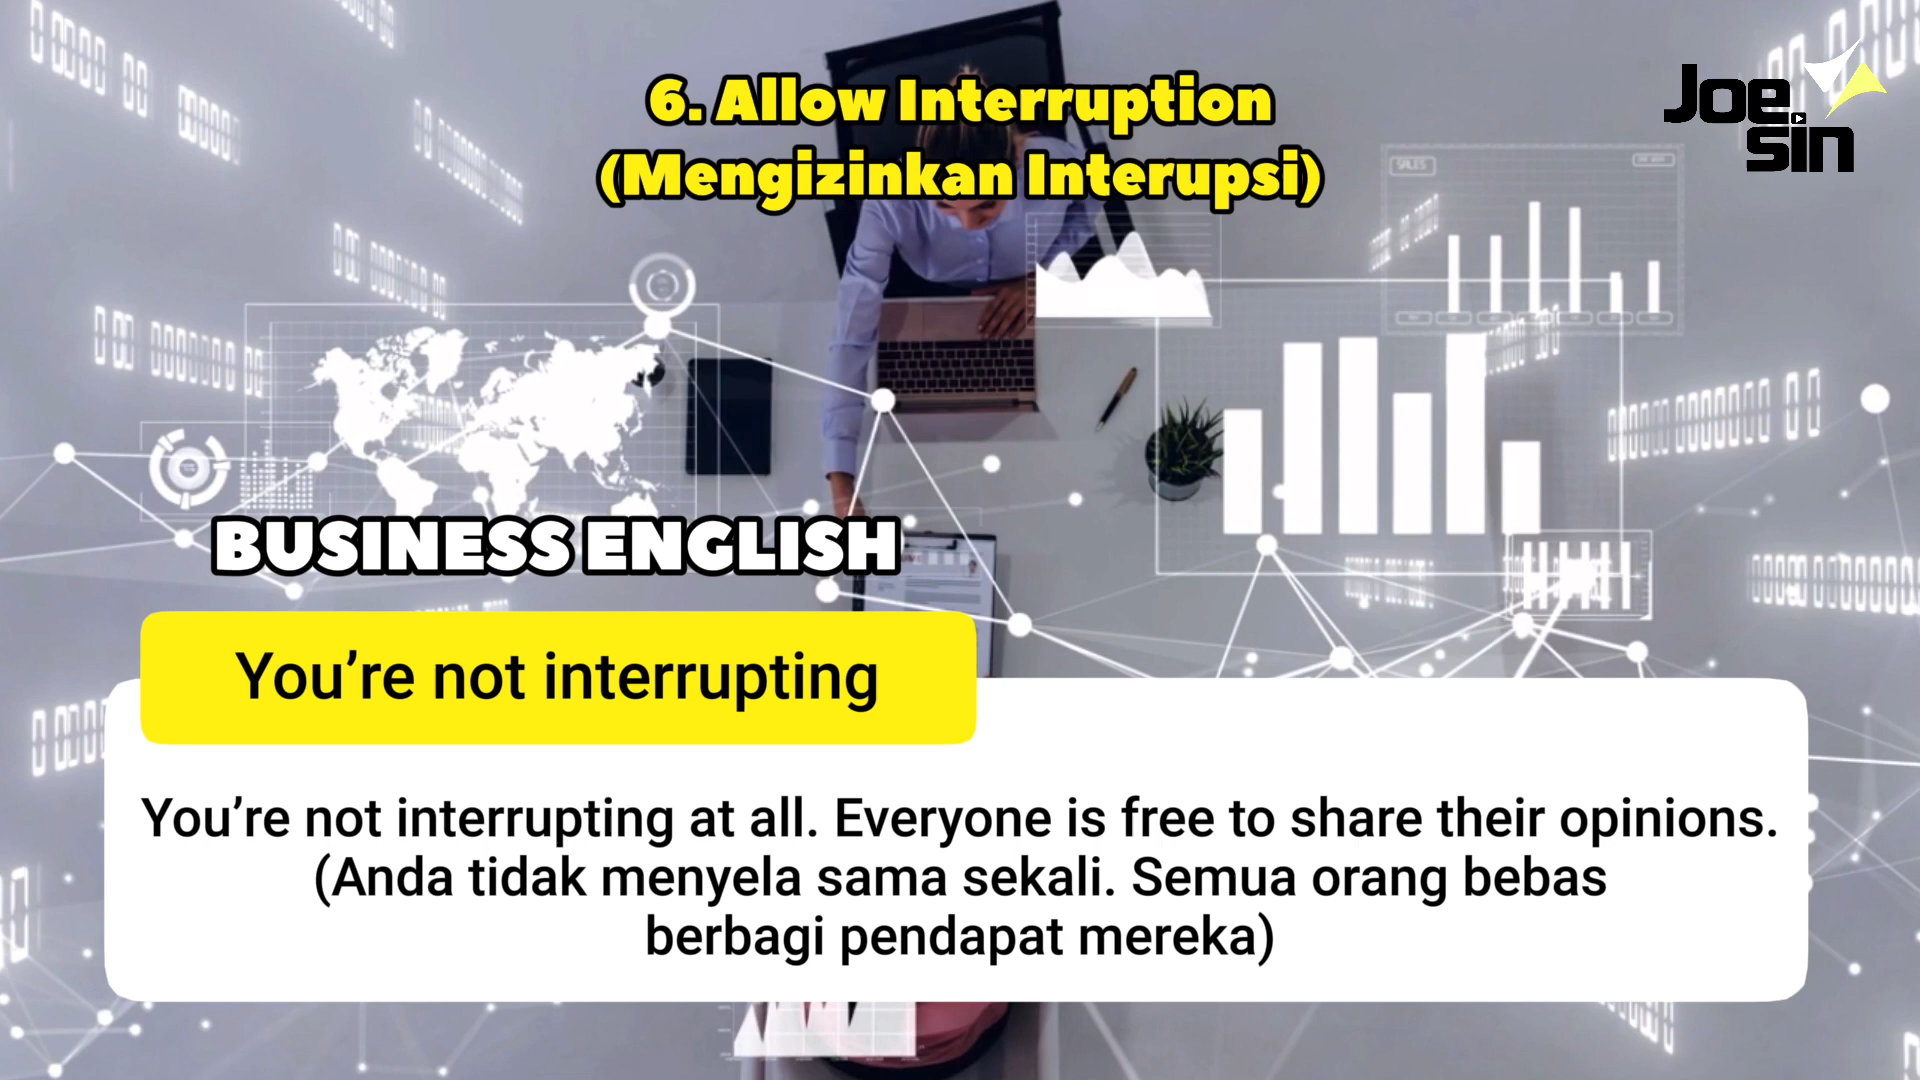 6. Allow Interruption
(Mengizinkan Interupsi)
Joe
sin
SALES
BUSINESS ENGLISH
You’re not interrupting
You’re not interrupting at all. Everyone is free to share their opinions.
(Anda tidak menyela sama sekali. Semua orang bebas
berbagi pendapat mereka)